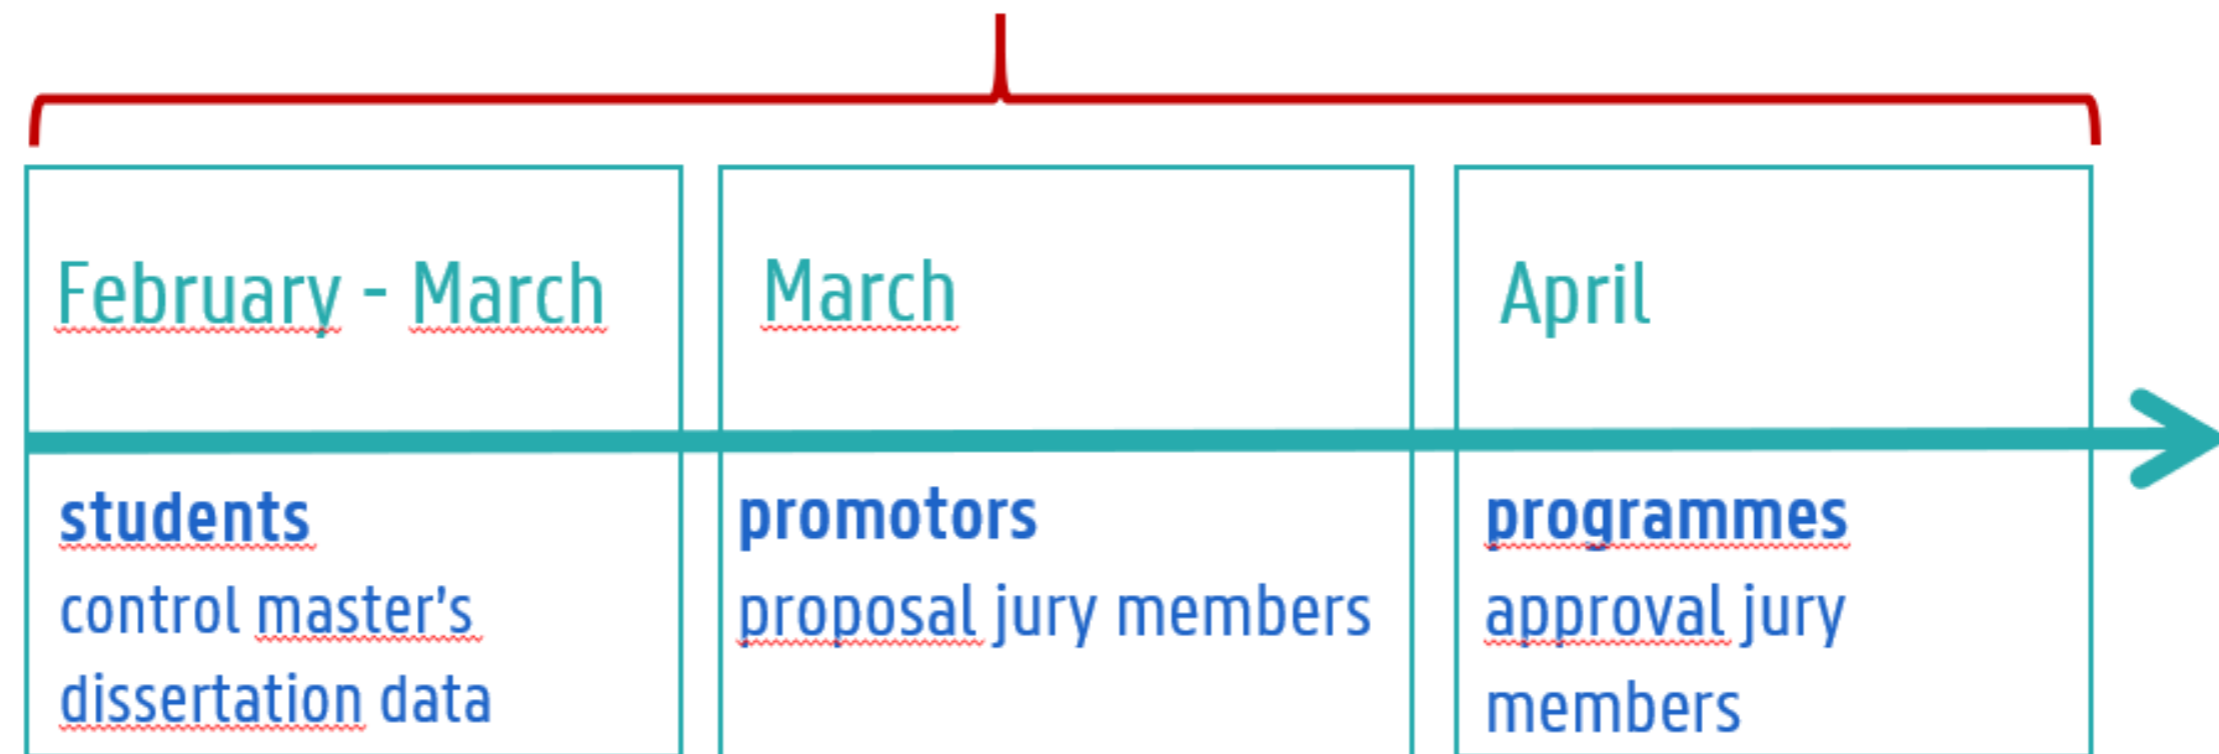 February - March
students
control master's
dissertation data
March
promotors
proposal jury members
April
programmes
approval jury
members